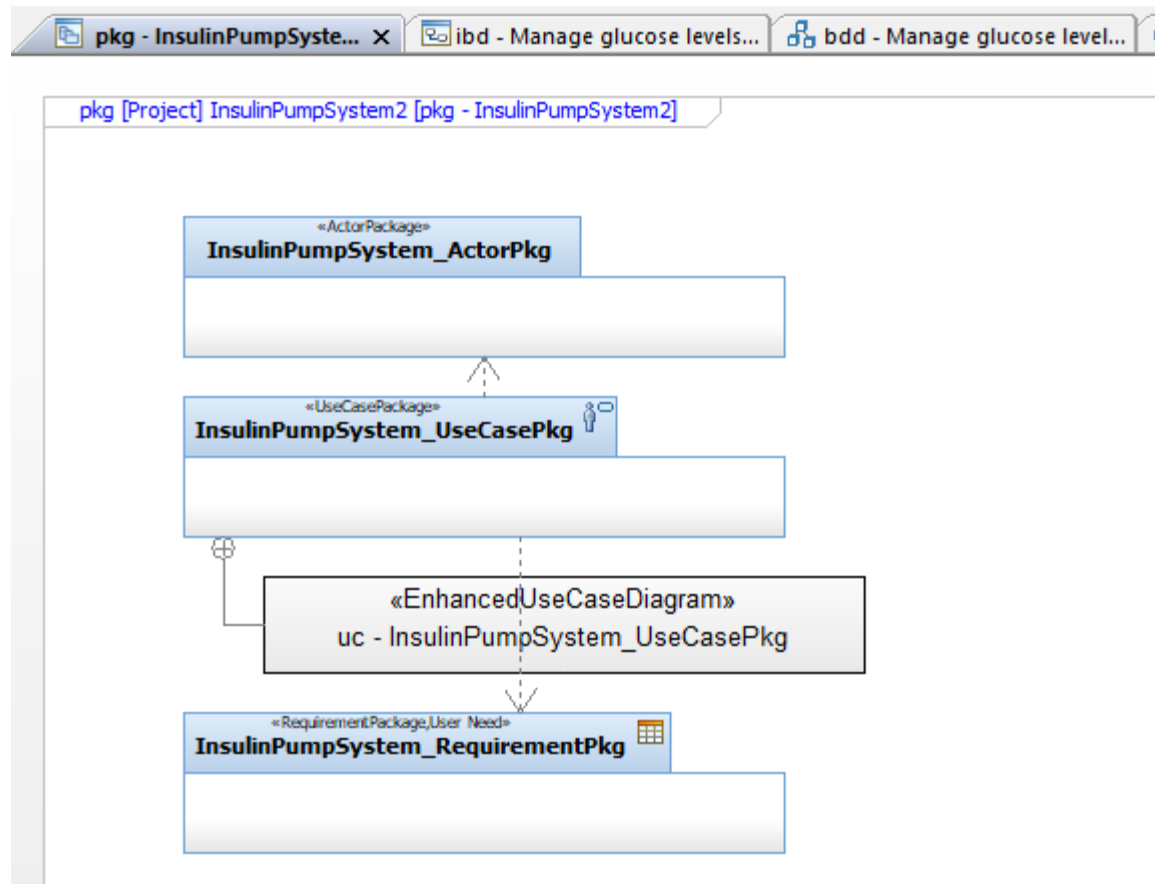 pkg - InsulinPumpSyste... X ibd - Manage glucose levels... bdd - Manage glucose level...
pkg [Project] InsulinPumpSystem2 [pkg - InsulinPumpSystem2]
«ActorPackage»
InsulinPumpSystem_ActorPkg
«UseCasePackage»
InsulinPumpSystem_UseCasePkg
«EnhancedUseCaseDiagram»
uc - InsulinPumpSystem_UseCasePkg
«RequirementPackage,User Need»
InsulinPumpSystem_RequirementPkg